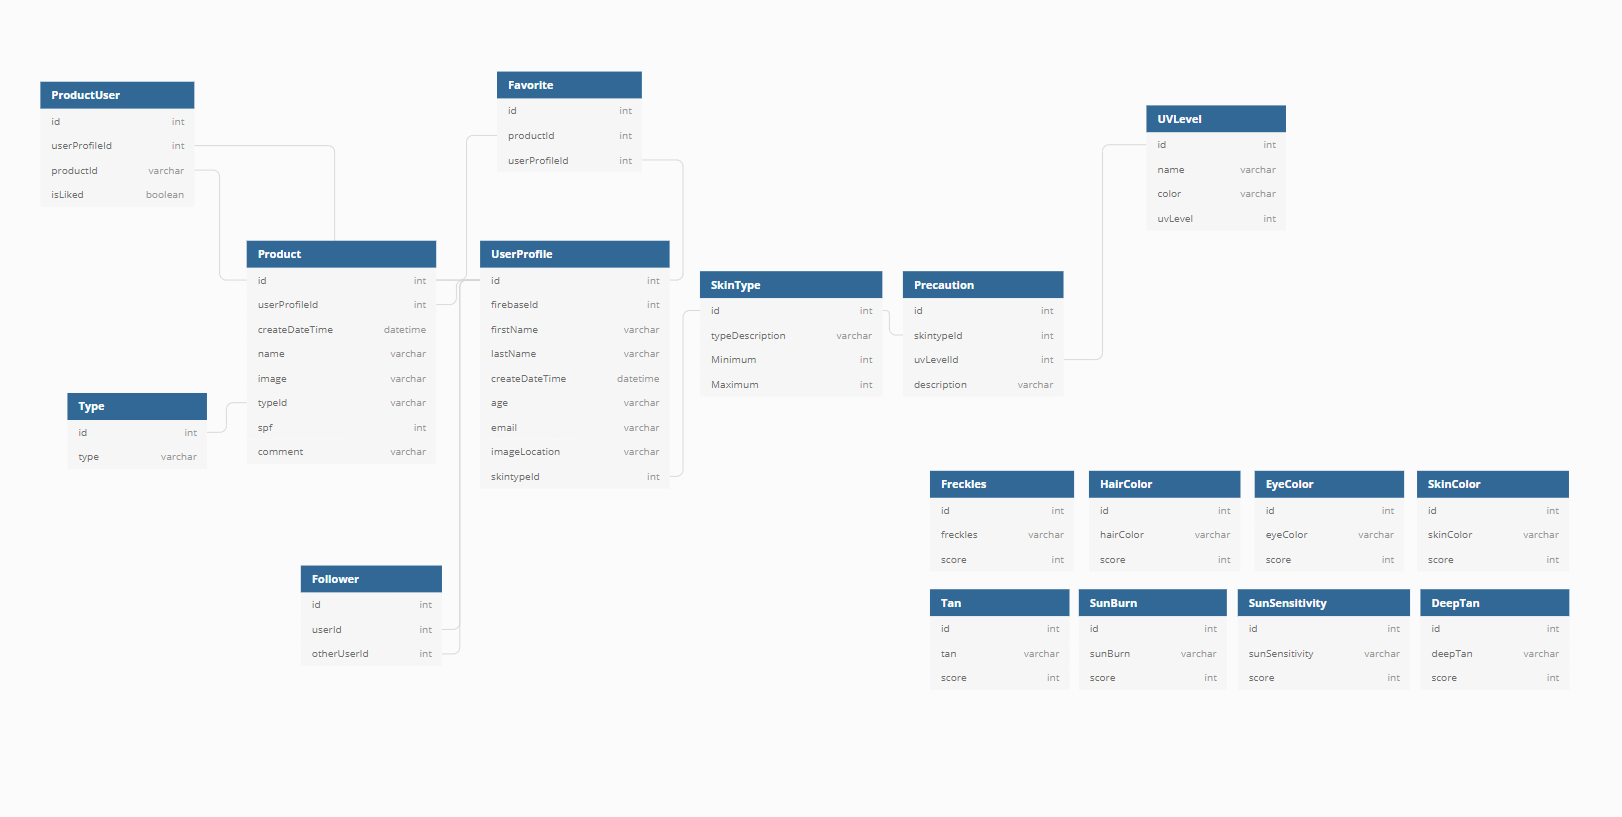 ProductUser
id int
userProfileId int
productId varchar
isLiked boolean
Favorite
id int
productId int
userProfileId int
UVLevel
id int
name varchar
color varchar
uvLevel int
Product
id int
userProfileId int
createDateTime datetime
name varchar
image varchar
typeId varchar
spf int
comment varchar
UserProfile
id int
firebaseId int
firstName varchar
lastName varchar
createDateTime datetime
age varchar
email varchar
imageLocation varchar
skintypeId int
SkinType
id int
typeDescription varchar
Minimum int
Maximum int
Precaution
id int
skintypeId int
uvLevelId int
description varchar
Type
id int
type varchar
Freckles
id int
freckles varchar
score int
HairColor
id int
hairColor varchar
score int
EyeColor
id int
eyeColor varchar
score int
SkinColor
id int
skinColor varchar
score int
Follower
id int
userId int
otherUserId int
Tan
id int
tan varchar
score int
SunBurn
id int
sunBurn varchar
score int
SunSensitivity
id int
sunSensitivity varchar
score int
DeepTan
id int
deepTan varchar
score int